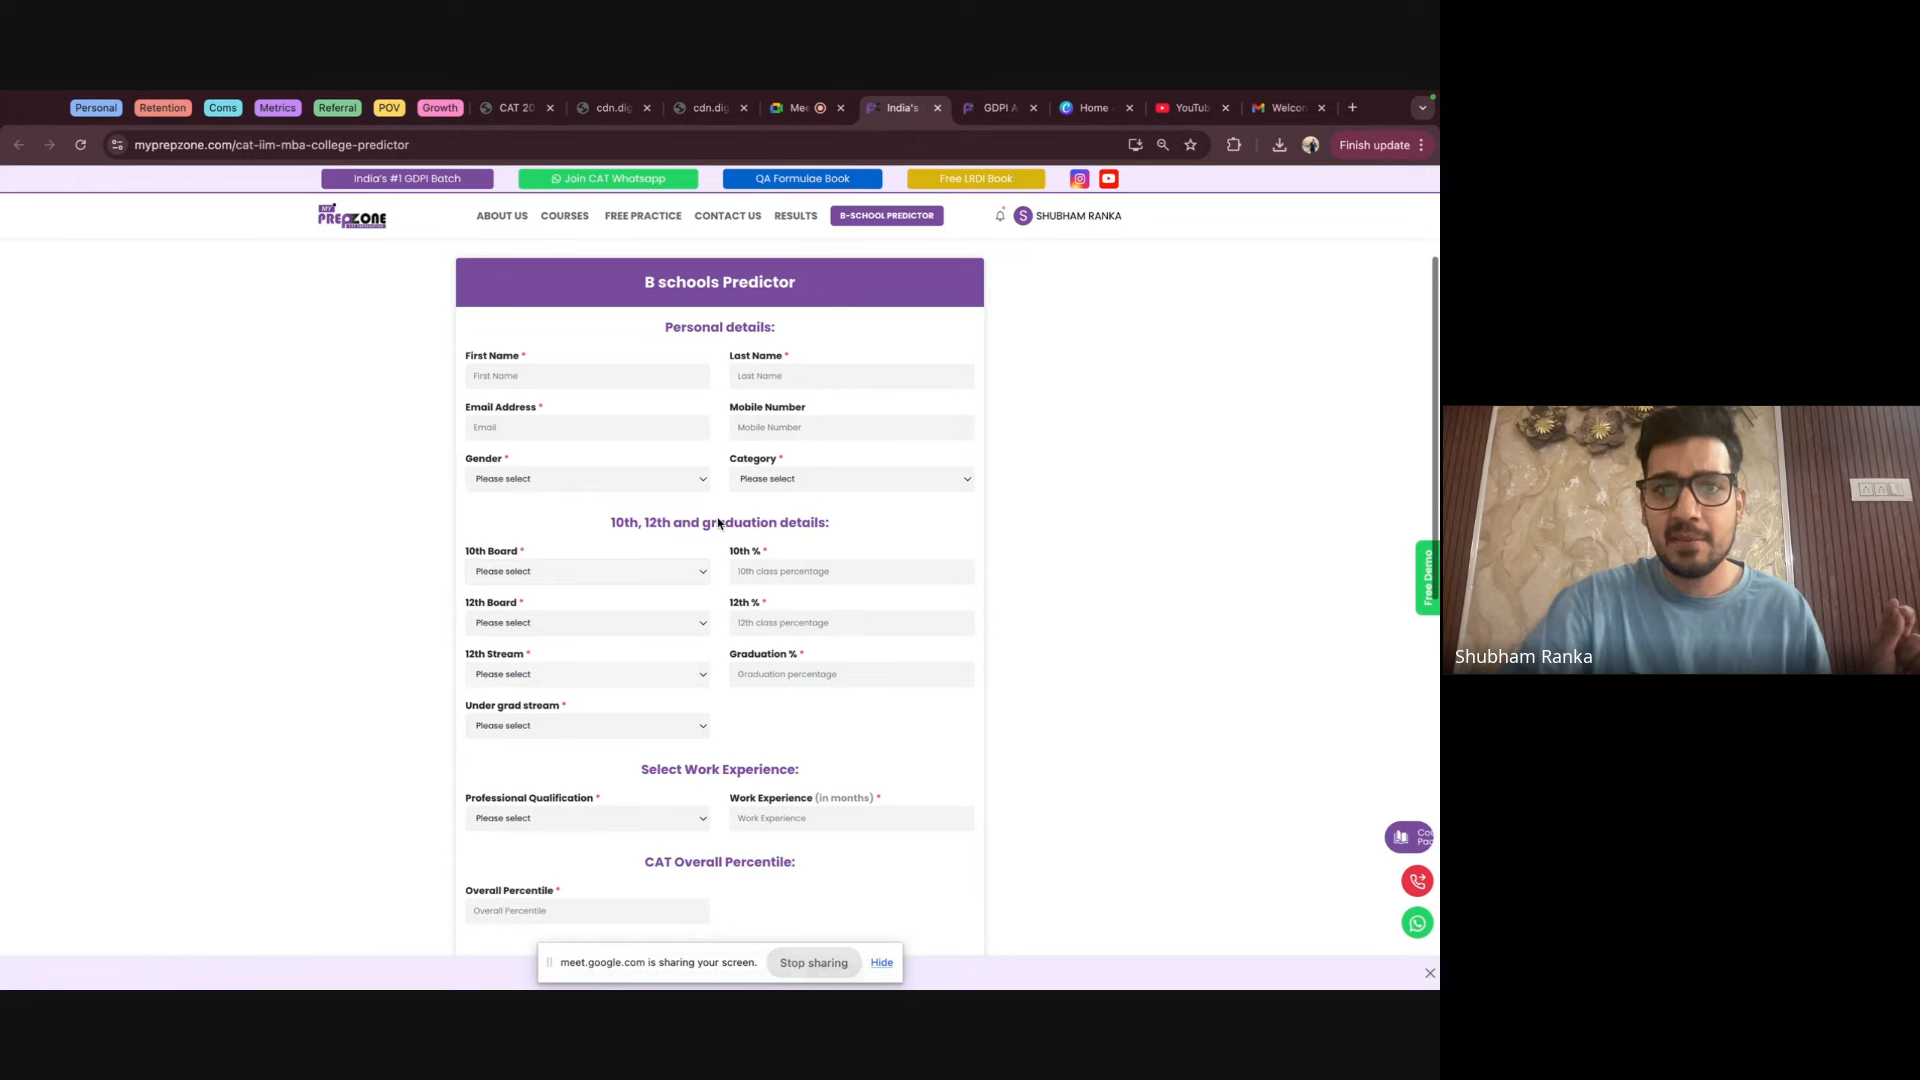 Personal Retention Coms Metrics Referral POV Growth CAT 20 cdn.dig cdn.dig Mee India's GDPI A Home YouTub Welcom
myprepzone.com/cat-iim-mba-college-predictor Finish update
India's #1 GDPI Batch Join CAT Whatsapp QA Formulae Book Free LRDI Book
MY PREPZONE ABOUT US COURSES FREE PRACTICE CONTACT US RESULTS B-SCHOOL PREDICTOR S SHUBHAM RANKA
B schools Predictor
Personal details:
First Name * Last Name *
First Name Last Name
Email Address * Mobile Number
Email Mobile Number
Gender * Category *
Please select Please select
10th, 12th and graduation details:
10th Board * 10th % *
Please select 10th class percentage
12th Board * 12th % *
Please select 12th class percentage
12th Stream * Graduation % *
Please select Graduation percentage
Under grad stream *
Please select
Select Work Experience:
Professional Qualification * Work Experience (in months) *
Please select Work Experience
CAT Overall Percentile:
Overall Percentile *
Overall Percentile
meet.google.com is sharing your screen. Stop sharing Hide
Free Demo
Cou
Pac
Shubham Ranka